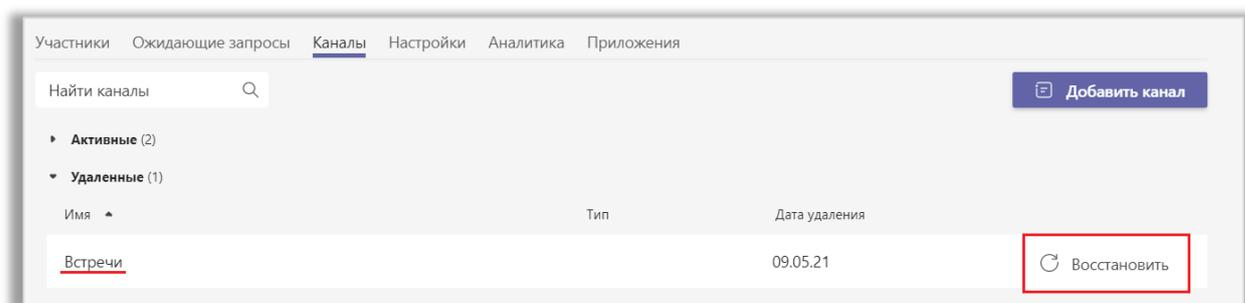 Участники Ожидающие запросы Каналы Настройки Аналитика Приложения
Найти каналы Добавить канал
Активные (2)
Удаленные (1)
Имя Тип Дата удаления
Встречи 09.05.21 Восстановить